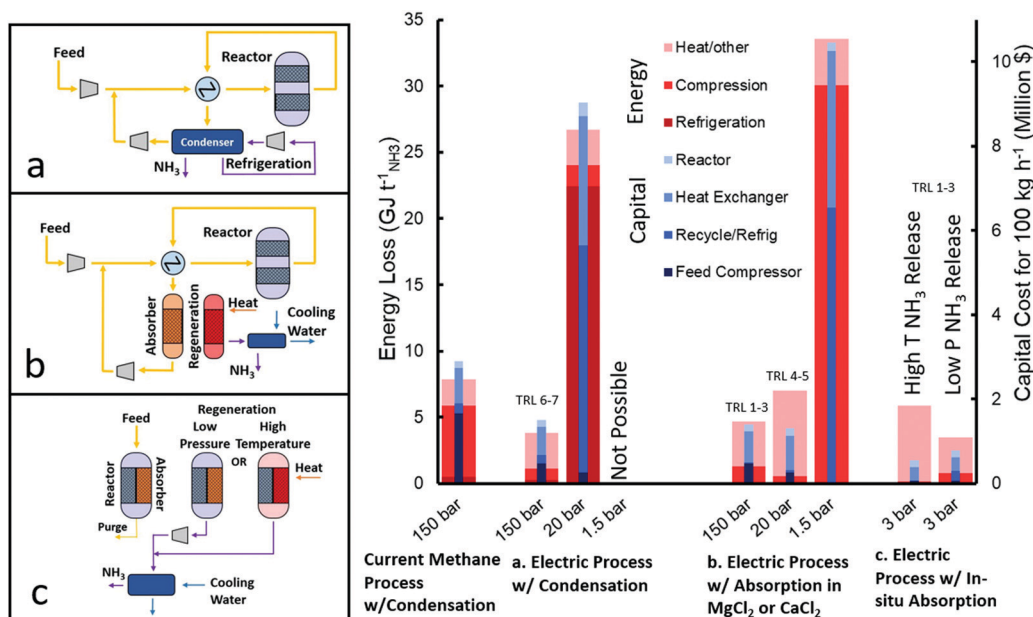 Feed
Reactor
Condenser
NH3
Refrigeration
a
Feed
Reactor
Absorber
Regeneration
Heat
Cooling
Water
NH3
b
Feed
Regeneration
Low
Pressure
High
Temperature
OR
Reactor
Absorber
Heat
Purge
NH3
Cooling
Water
c
Energy Loss (GJ t⁻¹NH3)
35
30
25
20
15
10
5
0
Energy
Heat/other
Compression
Refrigeration
Capital
Reactor
Heat Exchanger
Recycle/Refrig
Feed Compressor
TRL 6-7
Not Possible
TRL 1-3
TRL 4-5
TRL 1-3
High T NH3 Release
Low P NH3 Release
150 bar
150 bar
20 bar
1.5 bar
150 bar
20 bar
1.5 bar
3 bar
3 bar
Current Methane
Process
w/Condensation
a. Electric Process
w/ Condensation
b. Electric Process
w/ Absorption in
MgCl2 or CaCl2
c. Electric
Process w/ In-
situ Absorption
10
8
6
4
2
0
Capital Cost for 100 kg h⁻¹ (Million $)